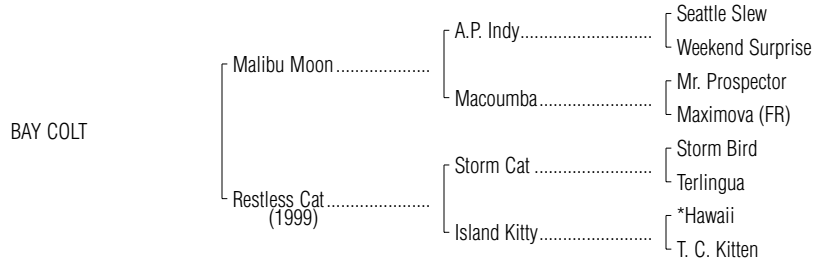 Seattle Slew
A.P. Indy
Weekend Surprise
Malibu Moon
Mr. Prospector
Macoumba
Maximova (FR)
BAY COLT
Storm Bird
Storm Cat
Terlingua
Restless Cat
(1999)
*Hawaii
Island Kitty
T. C. Kitten